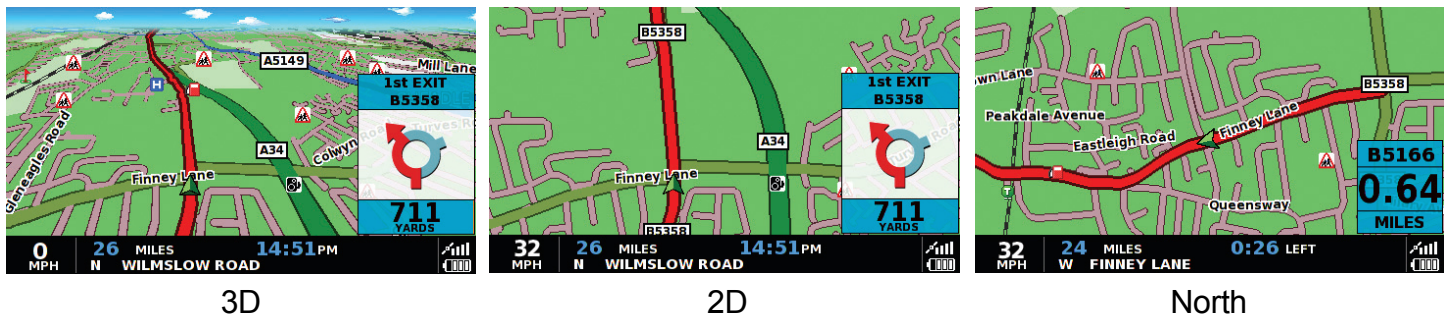 A5149
Mill Lane
1st EXIT
B5358
H
Gleneagles Road
A34
Colwyn Road
Turves R
Finney Lane
711
YARDS
0
MPH
26 MILES 14:51PM
N WILMSLOW ROAD
3D
B5358
1st EXIT
B5358
A34
Finney Lane
711
YARDS
B5358
32
MPH
26 MILES 14:51PM
N WILMSLOW ROAD
2D
own Lane
B5358
Peakdale Avenue
Finney Lane
Eastleigh Road
B5166
0.64
MILES
Queensway
32
MPH
24 MILES 0:26 LEFT
W FINNEY LANE
North